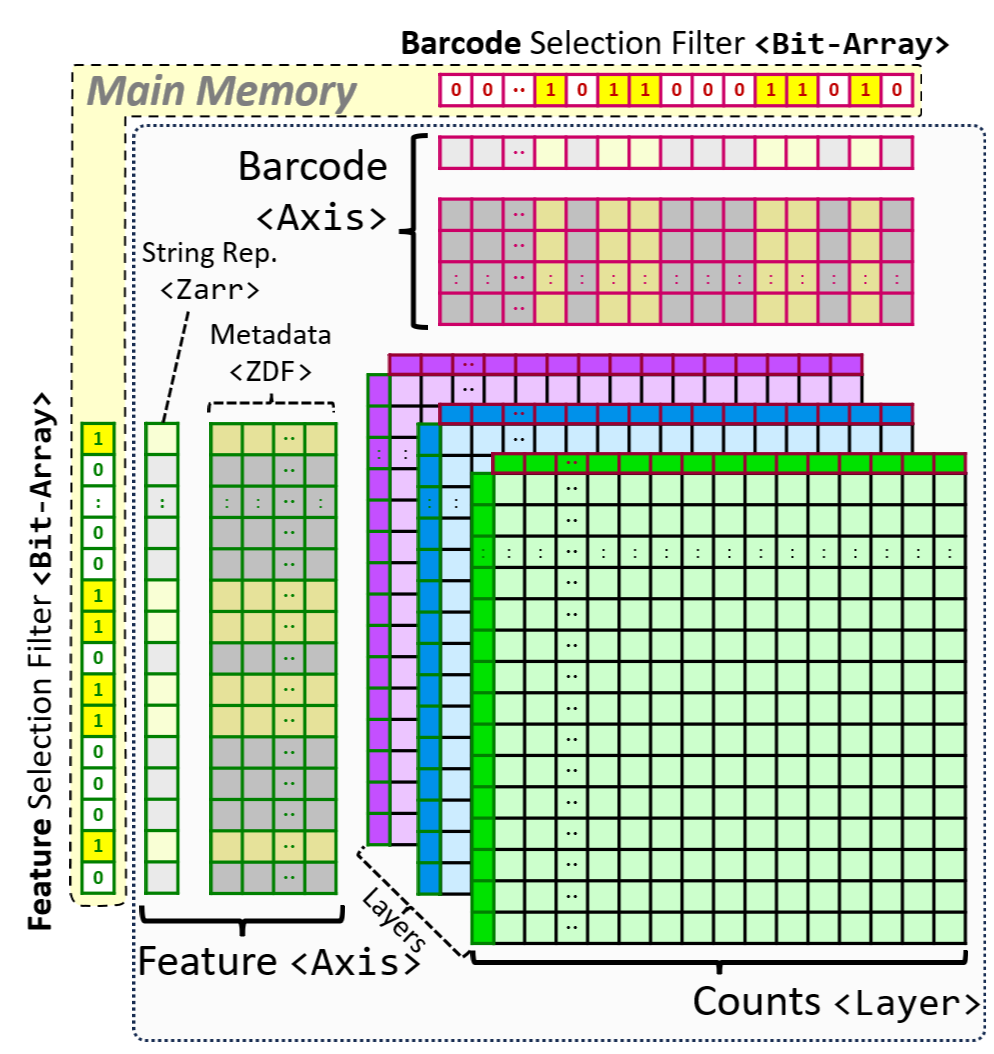 Barcode Selection Filter <Bit-Array>
Main Memory
0 0 ·· 1 0 1 1 0 0 0 1 1 0 1 0
Barcode
<Axis>
··
··
··
: : ·· : : : : : : : : : : : :
··
String Rep.
<Zarr>
Metadata
<ZDF>
Feature Selection Filter <Bit-Array>
1
0
:
0
0
1
1
0
1
1
0
0
0
1
0
Layers
Feature <Axis>
Counts <Layer>